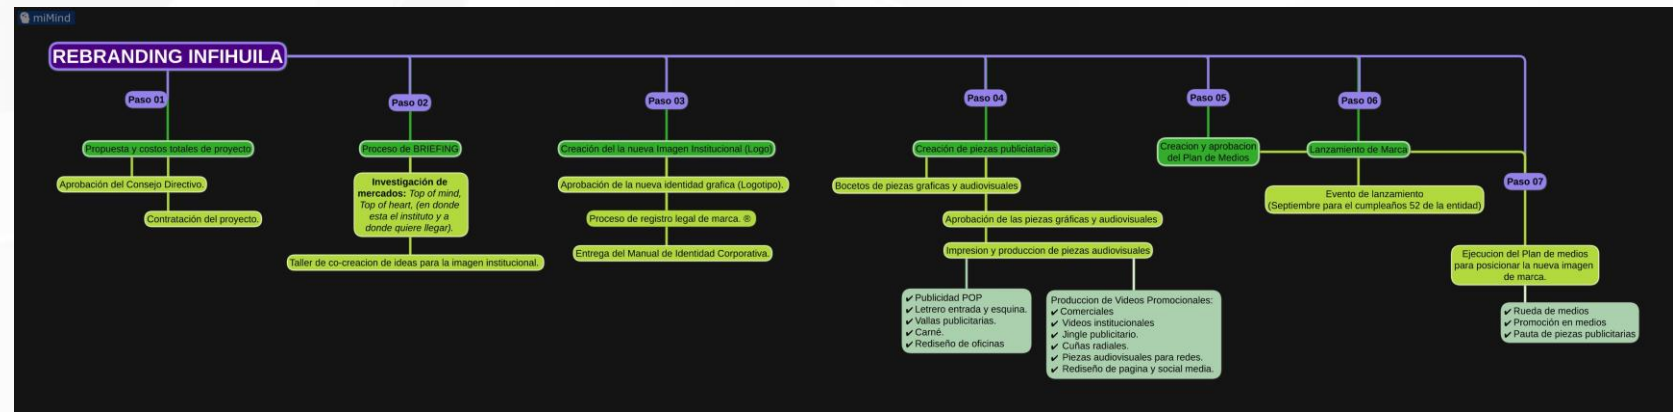 miMind
REBRANDING INFIHUILA
Paso 01
Propuesta y costos totales de proyecto
Aprobación del Consejo Directivo.
Contratación del proyecto.
Paso 02
Proceso de BRIEFING
Investigación de
mercados: Top of mind,
Top of heart, (en donde
esta el instituto y a
donde quiere llegar).
Taller de co-creacion de ideas para la imagen institucional.
Paso 03
Creación del la nueva Imagen Institucional (Logo)
Aprobación de la nueva identidad grafica (Logotipo).
Proceso de registro legal de marca. ®
Entrega del Manual de Identidad Corporativa.
Paso 04
Creación de piezas publiciatarias
Bocetos de piezas graficas y audiovisuales
Aprobación de las piezas gráficas y audiovisuales
Impresion y produccion de piezas audiovisuales
✔ Publicidad POP
✔ Letrero entrada y esquina.
✔ Vallas publicitarias.
✔ Carné.
✔ Rediseño de oficinas
Produccion de Videos Promocionales:
✔ Comerciales
✔ Videos institucionales
✔ Jingle publicitario.
✔ Cuñas radiales.
✔ Piezas audiovisuales para redes.
✔ Rediseño de pagina y social media.
Paso 05
Creacion y aprobacion
del Plan de Medios
Paso 06
Lanzamiento de Marca
Evento de lanzamiento
(Septiembre para el cumpleaños 52 de la entidad)
Paso 07
Ejecucion del Plan de medios
para posicionar la nueva imagen
de marca.
✔ Rueda de medios
✔ Promoción en medios
✔ Pauta de piezas publicitarias